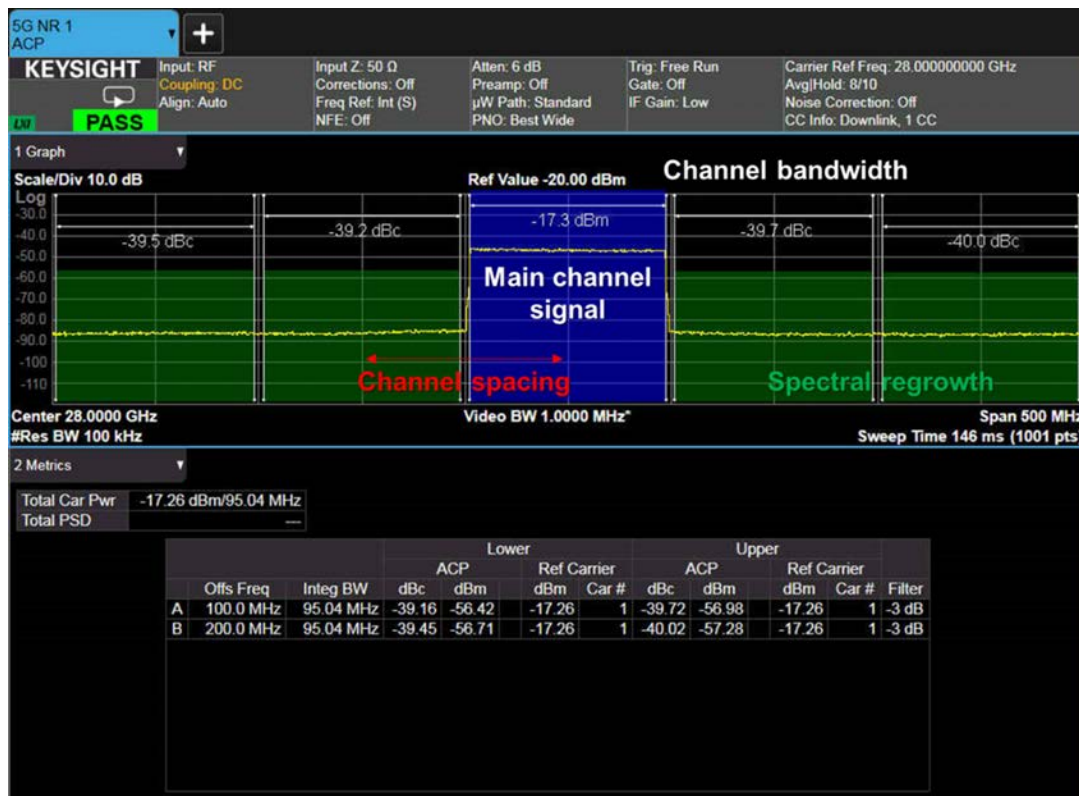 5G NR 1
ACP
+
KEYSIGHT
LXI
PASS
Input: RF
Coupling: DC
Align: Auto
Input Z: 50 Ω
Corrections: Off
Freq Ref: Int (S)
NFE: Off
Atten: 6 dB
Preamp: Off
µW Path: Standard
PNO: Best Wide
Trig: Free Run
Gate: Off
IF Gain: Low
Carrier Ref Freq: 28.000000000 GHz
Avg|Hold: 8/10
Noise Correction: Off
CC Info: Downlink, 1 CC
1 Graph
Scale/Div 10.0 dB
Ref Value -20.00 dBm
Channel bandwidth
Log
-30.0
-40.0
-50.0
-60.0
-70.0
-80.0
-90.0
-100
-110
-39.5 dBc
-39.2 dBc
-17.3 dBm
-39.7 dBc
-40.0 dBc
Main channel
signal
Channel spacing
Spectral regrowth
Center 28.0000 GHz
#Res BW 100 kHz
Video BW 1.0000 MHz*
Span 500 MHz
Sweep Time 146 ms (1001 pts
2 Metrics
Total Car Pwr -17.26 dBm/95.04 MHz
Total PSD ---
Lower Upper
ACP Ref Carrier ACP Ref Carrier
Offs Freq Integ BW dBc dBm dBm Car # dBc dBm dBm Car # Filter
A 100.0 MHz 95.04 MHz -39.16 -56.42 -17.26 1 -39.72 -56.98 -17.26 1 -3 dB
B 200.0 MHz 95.04 MHz -39.45 -56.71 -17.26 1 -40.02 -57.28 -17.26 1 -3 dB